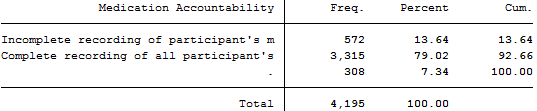 Medication Accountability Freq. Percent Cum.
Incomplete recording of participant's m 572 13.64 13.64
Complete recording of all participant's 3,315 79.02 92.66
. 308 7.34 100.00
Total 4,195 100.00